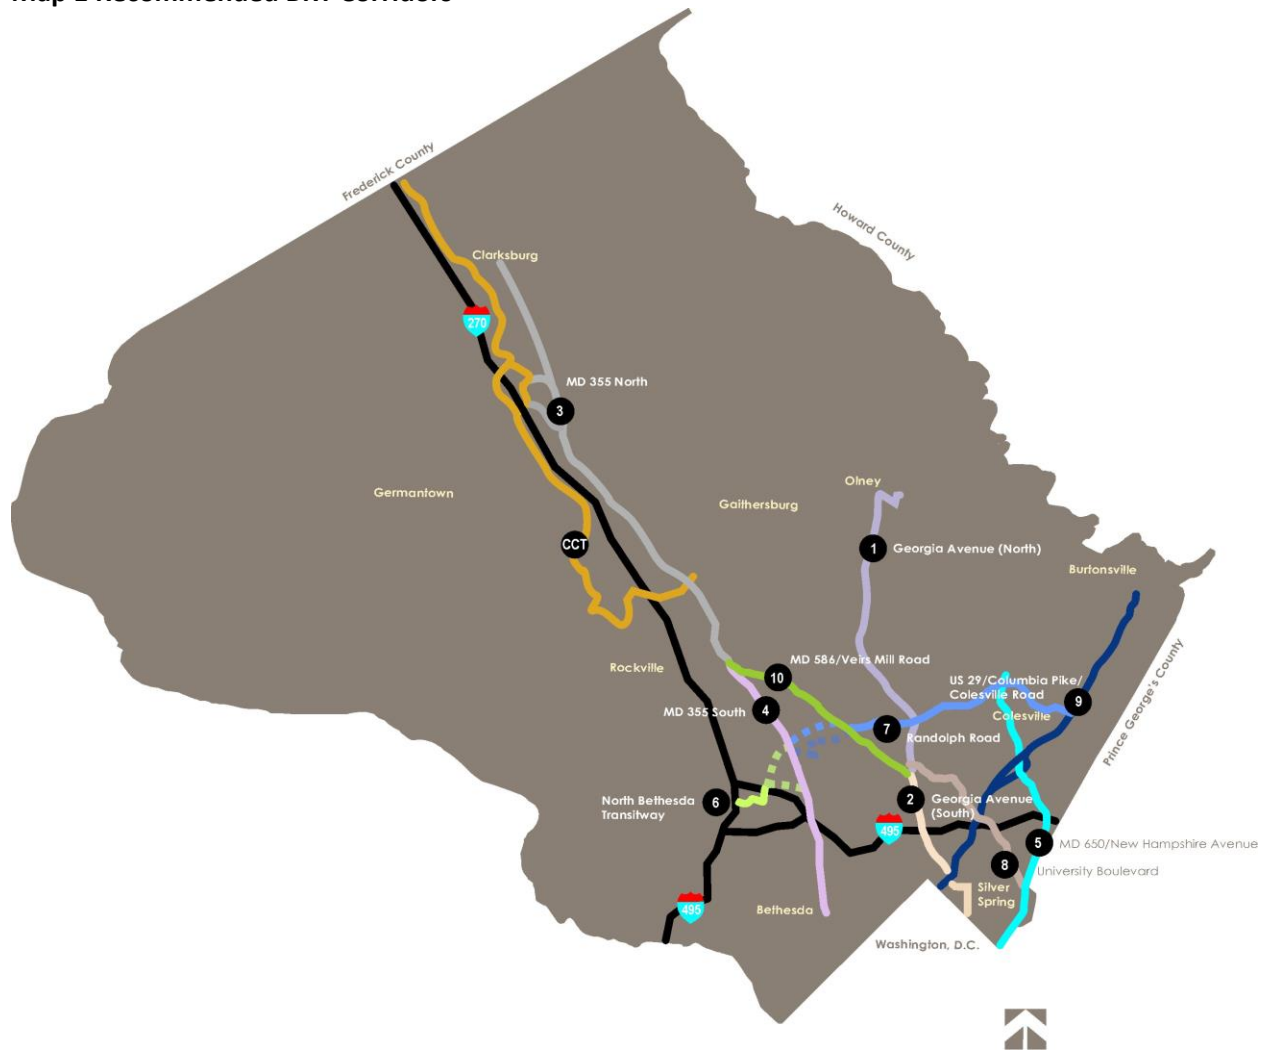 Map 1 Recommended BRT Corridors
Frederick County
Howard County
Clarksburg
270
MD 355 North
3
Germantown
Olney
Gaithersburg
CCT
1
Georgia Avenue (North)
Burtonsville
Prince George's County
MD 586/Veirs Mill Road
Rockville
10
US 29/Columbia Pike/
Colesville Road
9
MD 355 South
4
Colesville
7
Randolph Road
North Bethesda
Transitway
6
2
Georgia Avenue
(South)
495
5
MD 650/New Hampshire Avenue
8
University Boulevard
Silver
Spring
495
Bethesda
Washington, D.C.